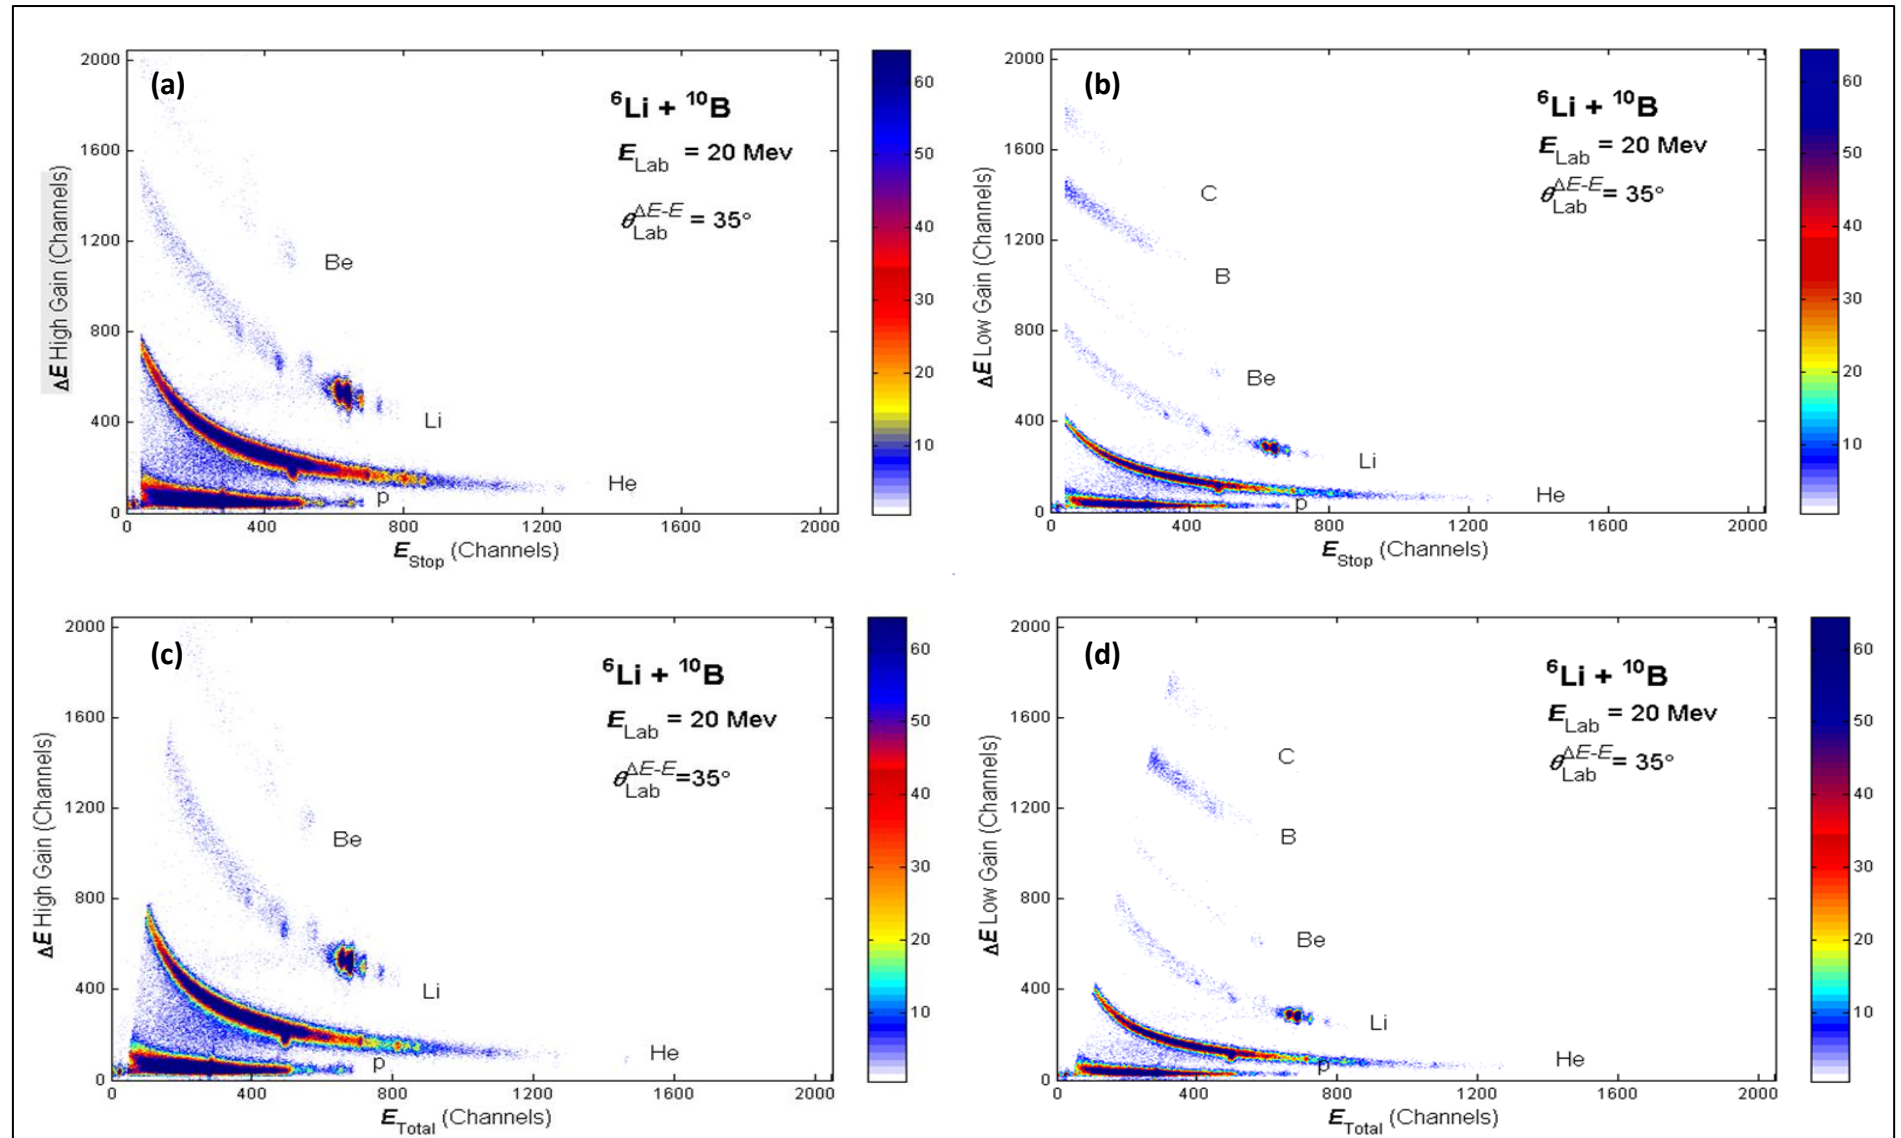 (a)
⁶Li + ¹⁰B
E_Lab = 20 Mev
θ_Lab^ΔE-E = 35°
Be
Li
He
p
ΔE High Gain (Channels)
2000
1600
1200
800
400
0
0 400 800 1200 1600 2000
E_Stop (Channels)
60
50
40
30
20
10
(b)
⁶Li + ¹⁰B
E_Lab = 20 Mev
θ_Lab^ΔE-E = 35°
C
B
Be
Li
He
p
ΔE Low Gain (Channels)
2000
1600
1200
800
400
0
0 400 800 1200 1600 2000
E_Stop (Channels)
60
50
40
30
20
10
(c)
⁶Li + ¹⁰B
E_Lab = 20 Mev
θ_Lab^ΔE-E =35°
Be
Li
He
p
ΔE High Gain (Channels)
2000
1600
1200
800
400
0
0 400 800 1200 1600 2000
E_Total (Channels)
60
50
40
30
20
10
(d)
⁶Li + ¹⁰B
E_Lab = 20 Mev
θ_Lab^ΔE-E = 35°
C
B
Be
Li
He
p
ΔE Low Gain (Channels)
2000
1600
1200
800
400
0
0 400 800 1200 1600 2000
E_Total (Channels)
60
50
40
30
20
10